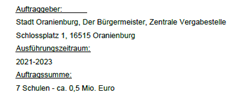 Auftraggeber:
Stadt Oranienburg, Der Bürgermeister, Zentrale Vergabestelle
Schlossplatz 1, 16515 Oranienburg
Ausführungszeitraum:
2021-2023
Auftragssumme:
7 Schulen - ca. 0,5 Mio. Euro